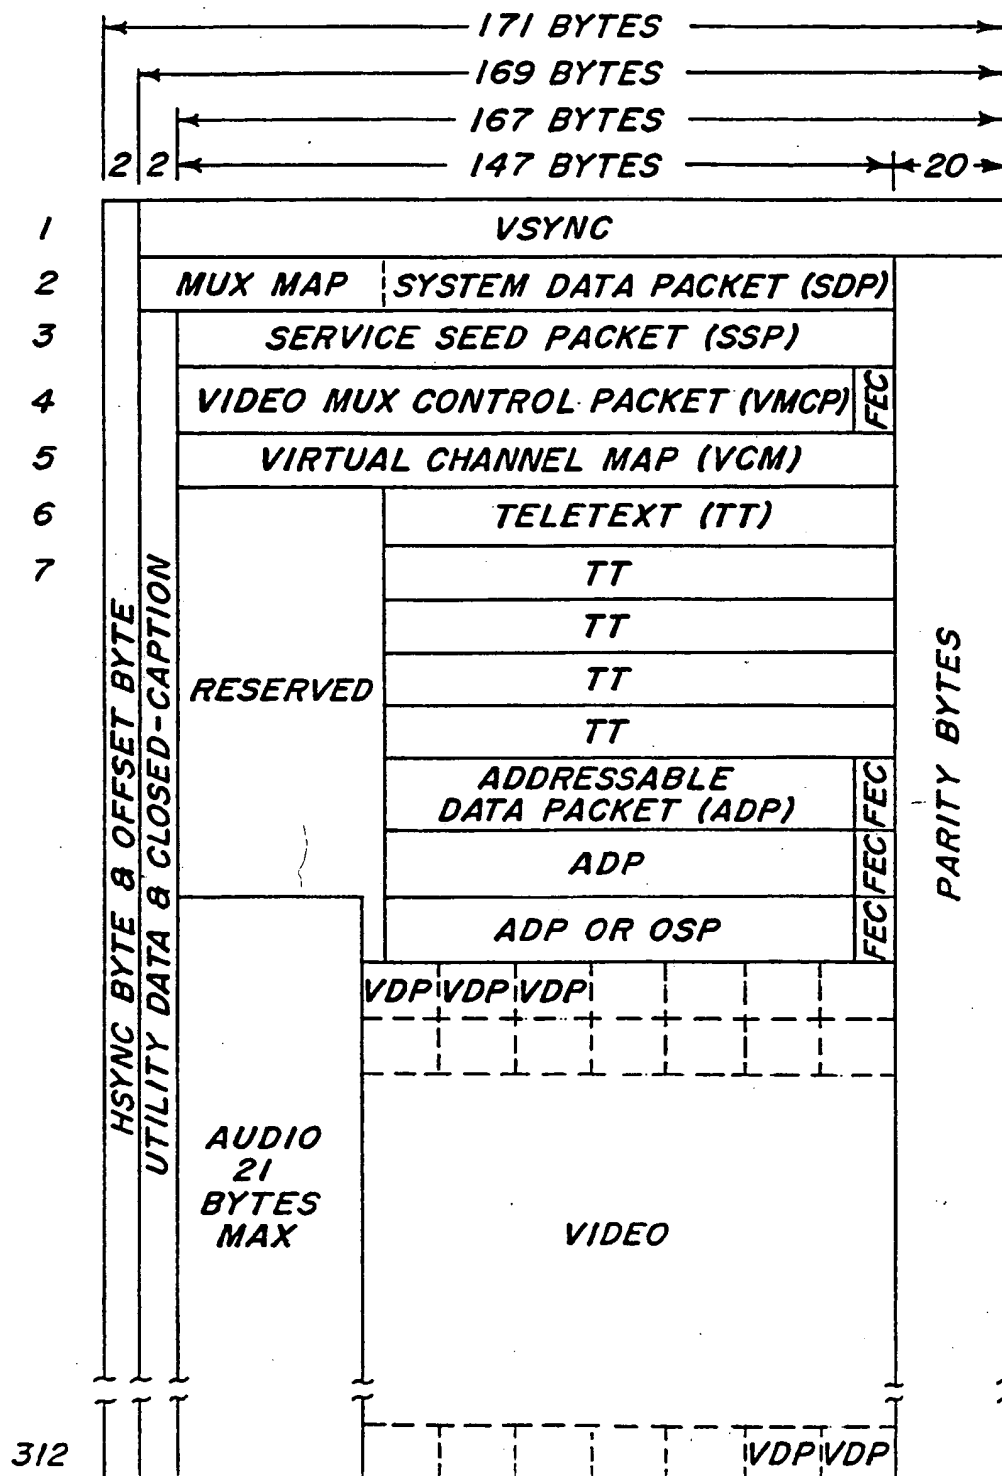 171 BYTES
169 BYTES
167 BYTES
2 2 147 BYTES 20
1 VSYNC
2 MUX MAP SYSTEM DATA PACKET (SDP)
3 SERVICE SEED PACKET (SSP)
4 VIDEO MUX CONTROL PACKET (VMCP) FEC
5 VIRTUAL CHANNEL MAP (VCM)
6 TELETEXT (TT)
7 TT
TT
TT
TT
RESERVED
ADDRESSABLE
DATA PACKET (ADP)
FEC
ADP
FEC
ADP OR OSP
FEC
HSYNC BYTE & OFFSET BYTE
UTILITY DATA & CLOSED-CAPTION
PARITY BYTES
VDP VDP VDP
AUDIO
21
BYTES
MAX
VIDEO
312 VDP VDP